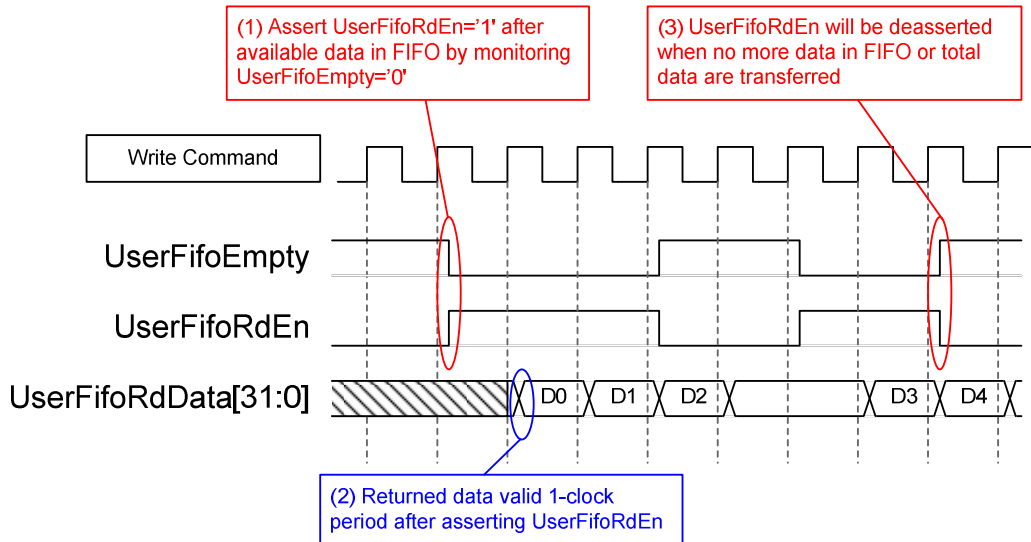 (1) Assert UserFifoRdEn='1' after
available data in FIFO by monitoring
UserFifoEmpty='0'
(3) UserFifoRdEn will be deasserted
when no more data in FIFO or total
data are transferred
Write Command
UserFifoEmpty
UserFifoRdEn
UserFifoRdData[31:0]
D0 D1 D2 D3 D4
(2) Returned data valid 1-clock
period after asserting UserFifoRdEn